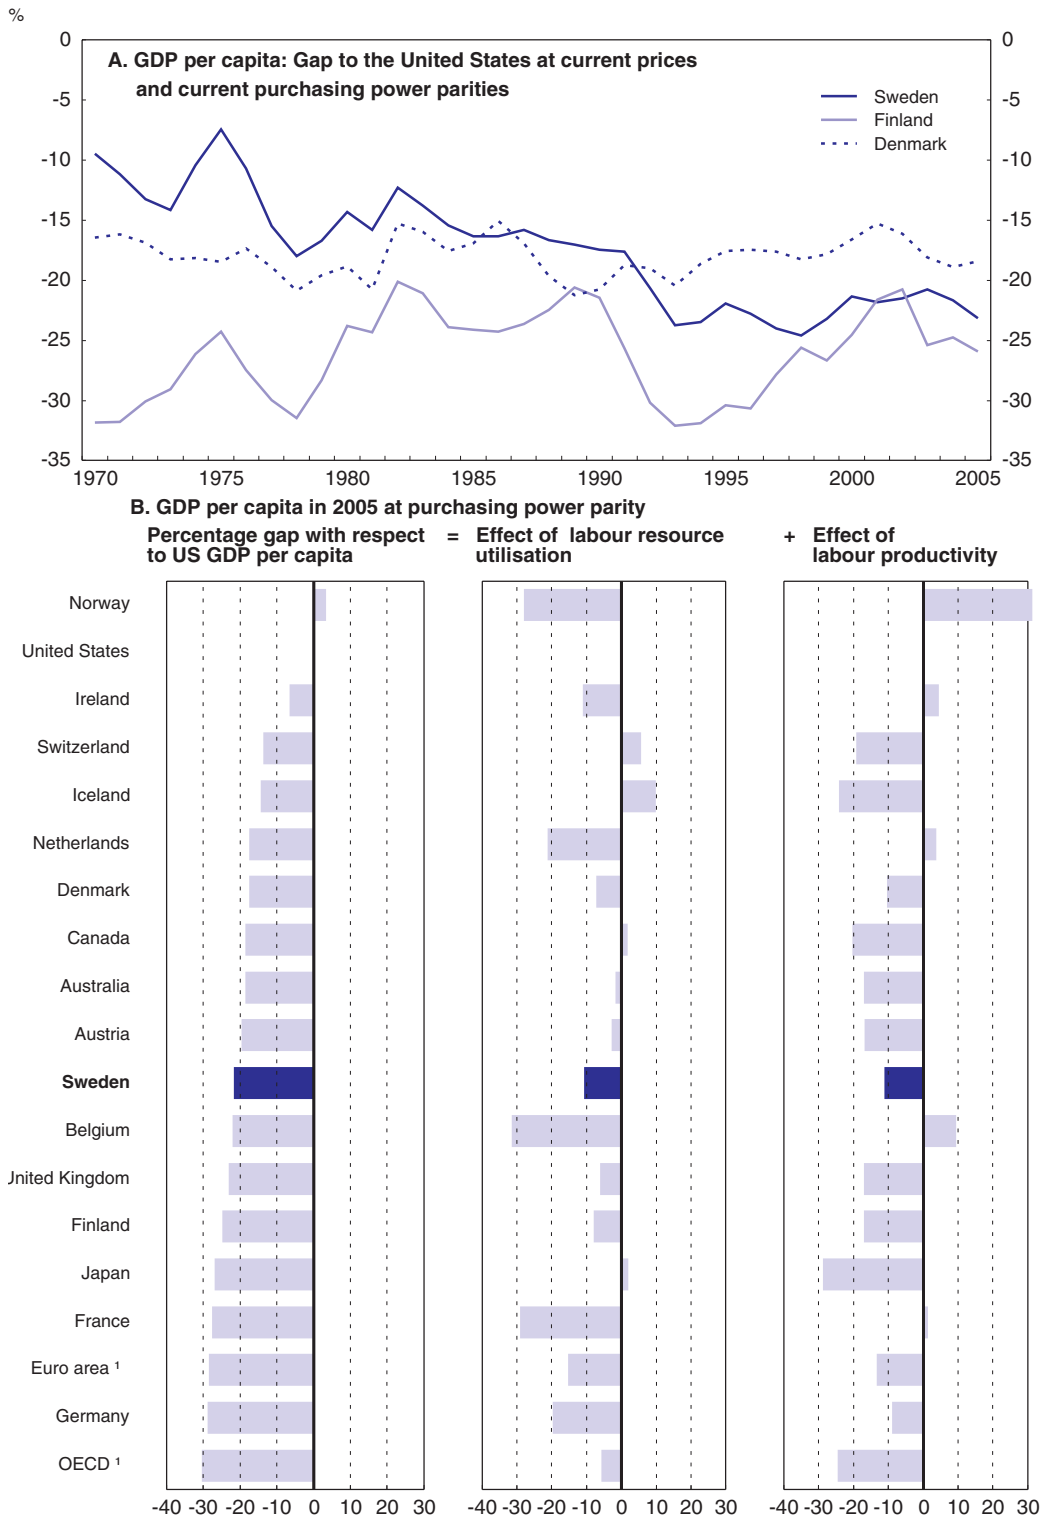 %
A. GDP per capita: Gap to the United States at current prices
and current purchasing power parities
Sweden
Finland
Denmark
0 0
-5 -5
-10 -10
-15 -15
-20 -20
-25 -25
-30 -30
-35 -35
1970 1975 1980 1985 1990 1995 2000 2005
B. GDP per capita in 2005 at purchasing power parity
Percentage gap with respect = Effect of labour resource + Effect of
to US GDP per capita utilisation labour productivity
Norway
United States
Ireland
Switzerland
Iceland
Netherlands
Denmark
Canada
Australia
Austria
Sweden
Belgium
United Kingdom
Finland
Japan
France
Euro area ¹
Germany
OECD ¹
-40 -30 -20 -10 0 10 20 30 -40 -30 -20 -10 0 10 20 30 -40 -30 -20 -10 0 10 20 30